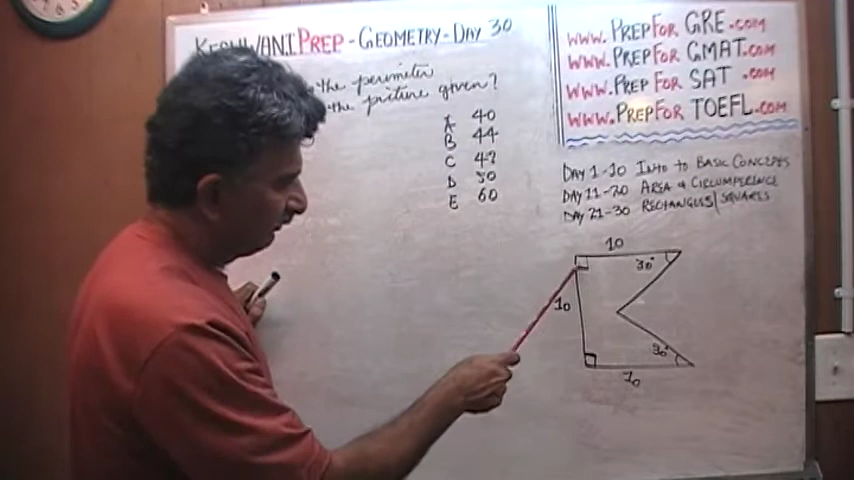 PREP - GEOMETRY - DAY 30
the perimeter
the picture given?
A 40
B 44
C 48
D 50
E 60
www.PREPFOR GRE.com
www.PREPFOR GMAT.com
www.PREPFOR SAT.com
www.PREPFOR TOEFL.com
DAY 1-10 INTO TO BASIC CONCEPTS
DAY 11-20 AREA & CIRCUMFERENCE
DAY 21-30 RECTANGLES/SQUARES
10
30°
10
30°
10